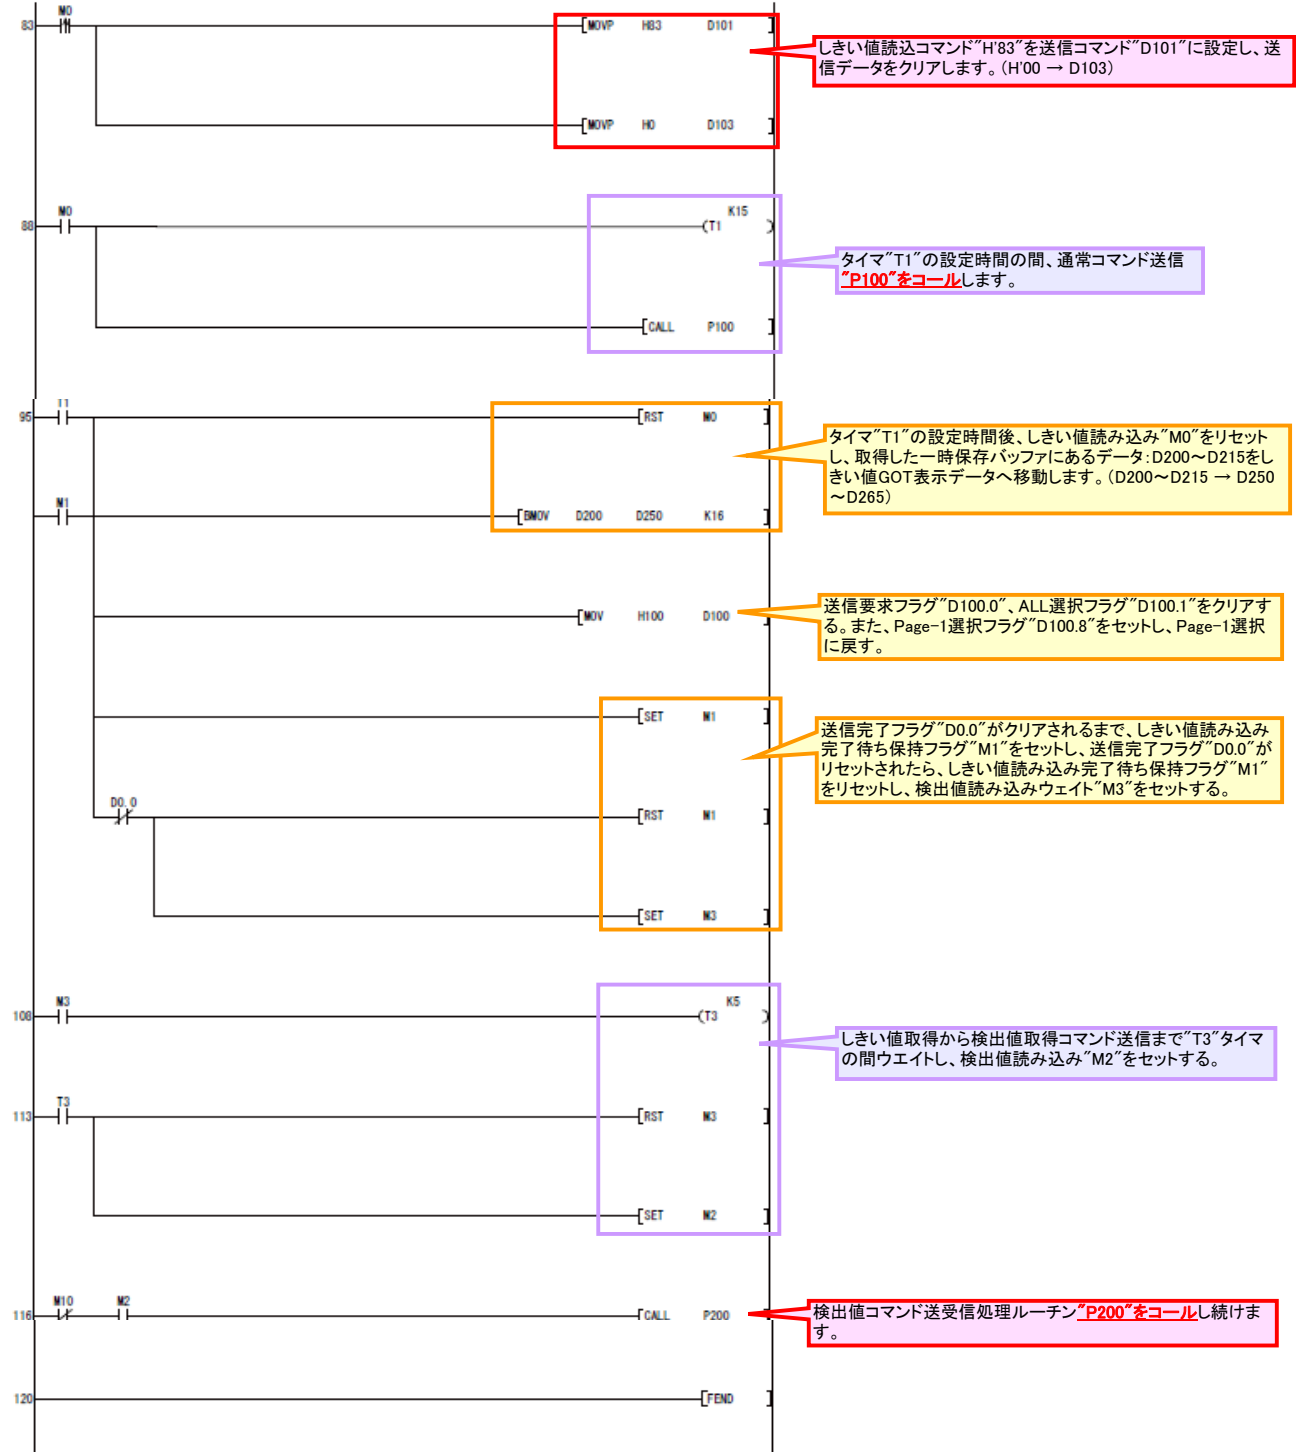 M0
83 [MOVP H83 D101 ]
しきい値読込コマンド"H'83"を送信コマンド"D101"に設定し、送
信データをクリアします。(H'00 → D103)
[MOVP H0 D103 ]
M0 K15
88 (T1 )
タイマ"T1"の設定時間の間、通常コマンド送信
"P100"をコールします。
[CALL P100 ]
T1
95 [RST M0 ]
タイマ"T1"の設定時間後、しきい値読み込み"M0"をリセット
し、取得した一時保存バッファにあるデータ:D200～D215をし
きい値GOT表示データへ移動します。(D200～D215 → D250
～D265)
M1
[BMOV D200 D250 K16 ]
[MOV H100 D100 ]
送信要求フラグ"D100.0"、ALL選択フラグ"D100.1"をクリアす
る。また、Page-1選択フラグ"D100.8"をセットし、Page-1選択
に戻す。
[SET M1 ]
送信完了フラグ"D0.0"がクリアされるまで、しきい値読み込み
完了待ち保持フラグ"M1"をセットし、送信完了フラグ"D0.0"が
リセットされたら、しきい値読み込み完了待ち保持フラグ"M1"
をリセットし、検出値読み込みウェイト"M3"をセットする。
D0.0
[RST M1 ]
[SET M3 ]
M3 K5
108 (T3 )
しきい値取得から検出値取得コマンド送信まで"T3"タイマ
の間ウエイトし、検出値読み込み"M2"をセットする。
T3
113 [RST M3 ]
[SET M2 ]
M10 M2
116 [CALL P200 ]
検出値コマンド送受信処理ルーチン"P200"をコールし続けま
す。
120 [FEND ]